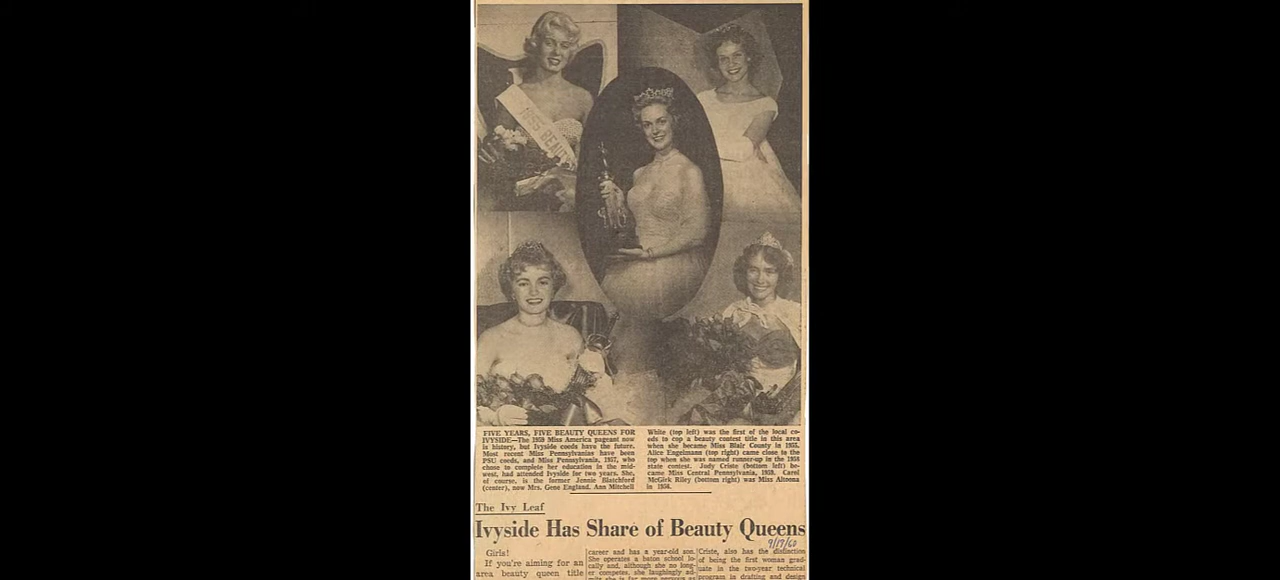 MISS BEAUT
FIVE YEARS, FIVE BEAUTY QUEENS FOR
IVYSIDE—The 1959 Miss America pageant now
is history, but Ivyside coeds have the future.
Most recent Miss Pennsylvanias have been
PSU coeds, and Miss Pennsylvania, 1957, who
chose to complete her education in the mid-
west, had attended Ivyside for two years. She,
of course, is the former Jennie Blatchford
(center), now Mrs. Gene England. Ann Mitchell
White (top left) was the first of the local co-
eds to cop a beauty contest title in this area
when she became Miss Blair County in 1955.
Alice Engelmann (top right) came close to the
top when she was named runner-up in the 1958
state contest. Judy Criste (bottom left) be-
came Miss Central Pennsylvania, 1959. Carol
McGirk Riley (bottom right) was Miss Altoona
in 1956.
The Ivy Leaf
Ivyside Has Share of Beauty Queens
9/17/60
Girls!
If you're aiming for an
area beauty queen title
career and has a year-old son.
She operates a baton school lo-
cally and, although she no long-
er competes, she laughingly ad-
mits she is far more nervous
Criste, also has the distinction
of being the first woman grad-
uate in the two-year technical
program in drafting and design